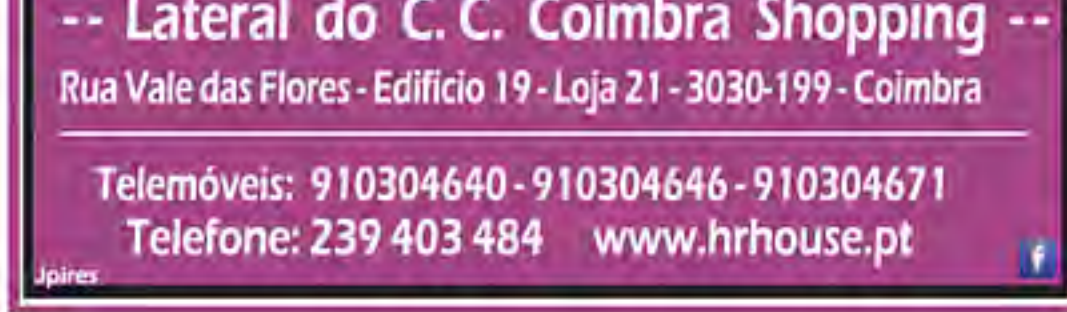 -- Lateral do C. C. Coimbra Shopping --
Rua Vale das Flores - Edificio 19 - Loja 21 - 3030-199 - Coimbra
Telemóveis: 910304640 - 910304646 - 910304671
Telefone: 239 403 484 www.hrhouse.pt
f
Jpires